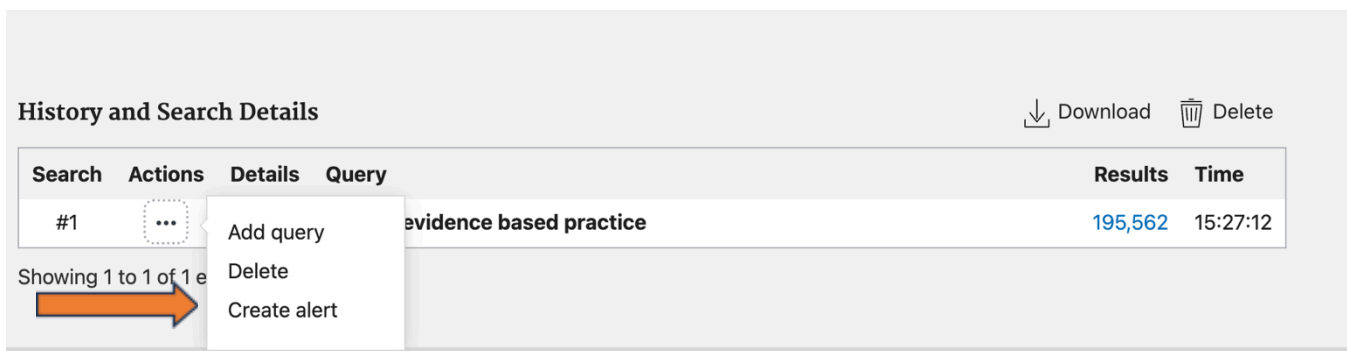 History and Search Details Download Delete
Search Actions Details Query Results Time
#1 ... evidence based practice 195,562 15:27:12
Add query
Showing 1 to 1 of 1 e
Delete
Create alert